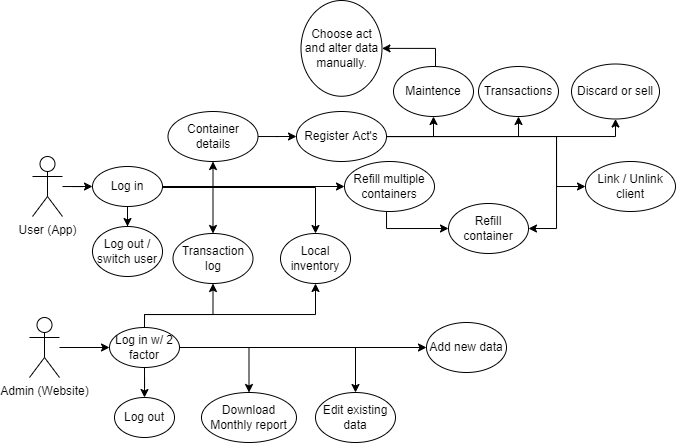 Choose act
and alter data
manually.
Maintence
Transactions
Discard or sell
Container
details
Register Act's
User (App)
Log in
Refill multiple
containers
Link / Unlink
client
Log out /
switch user
Transaction
log
Local
inventory
Refill
container
Admin (Website)
Log in w/ 2
factor
Add new data
Log out
Download
Monthly report
Edit existing
data